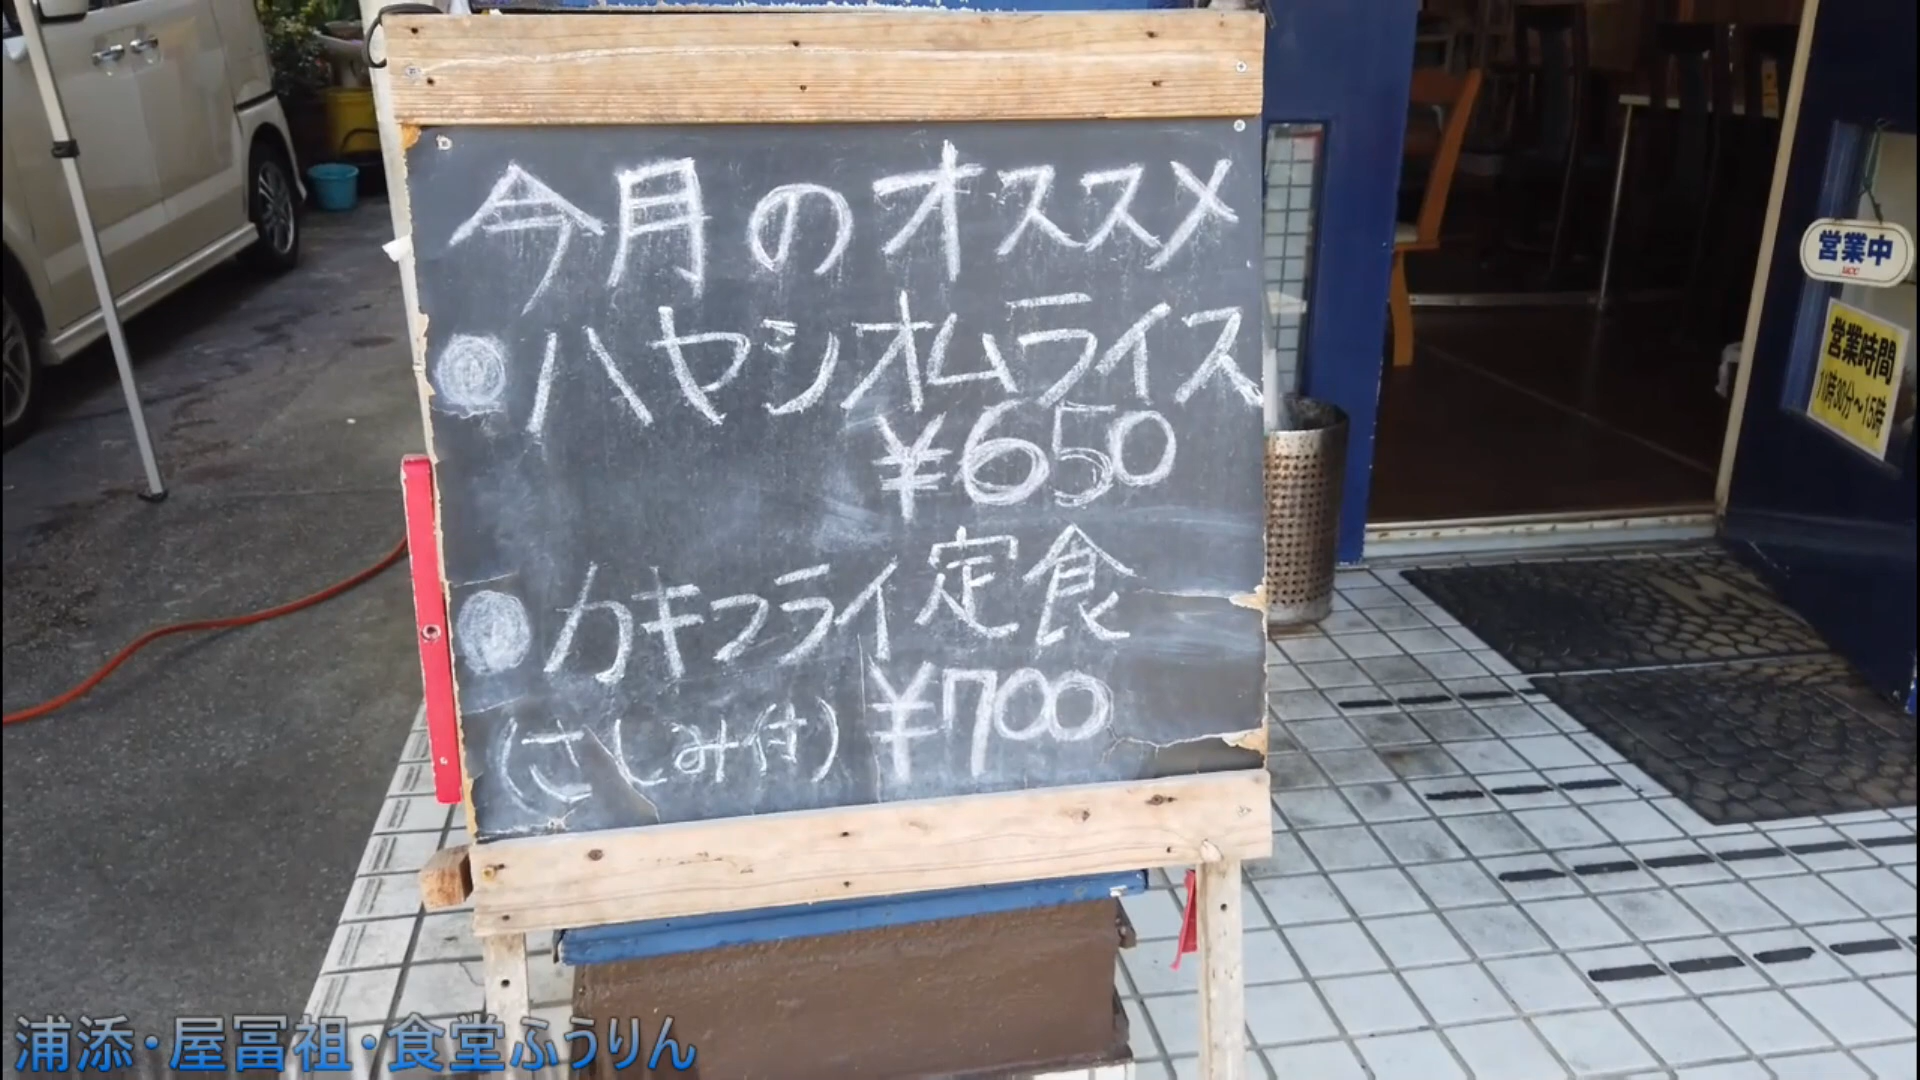 今月のオススメ
●ハヤシオムライス
¥650
●カキフライ定食
(さしみ付) ¥700
営業中
UCC
営業時間
11時30分～15時
浦添・屋冨祖・食堂ふうりん